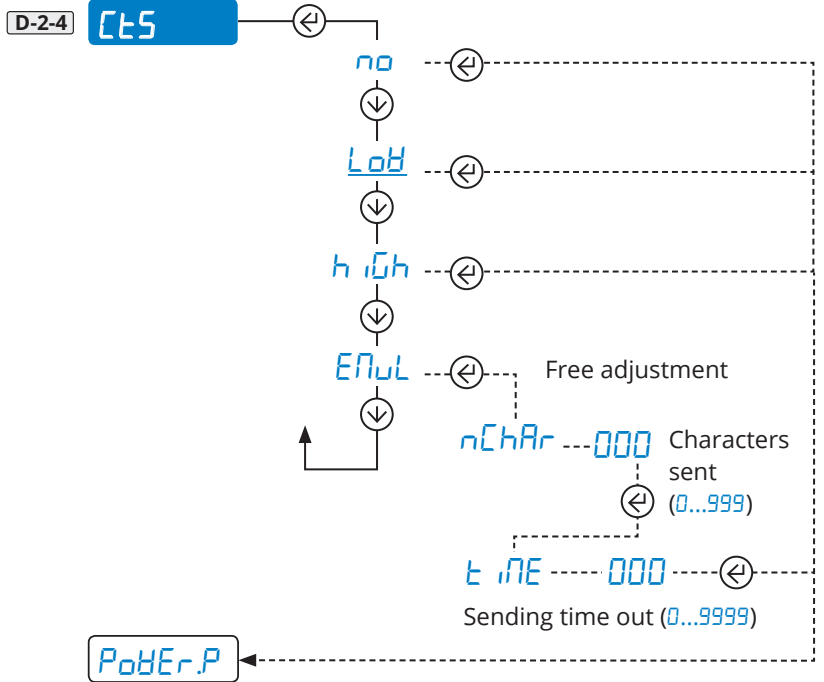 D-2-4 CtS
no
LoW
hiGh
EMuL Free adjustment
nChAr 000 Characters
sent
(0...999)
tiME 000
Sending time out (0...9999)
PoWEr.P